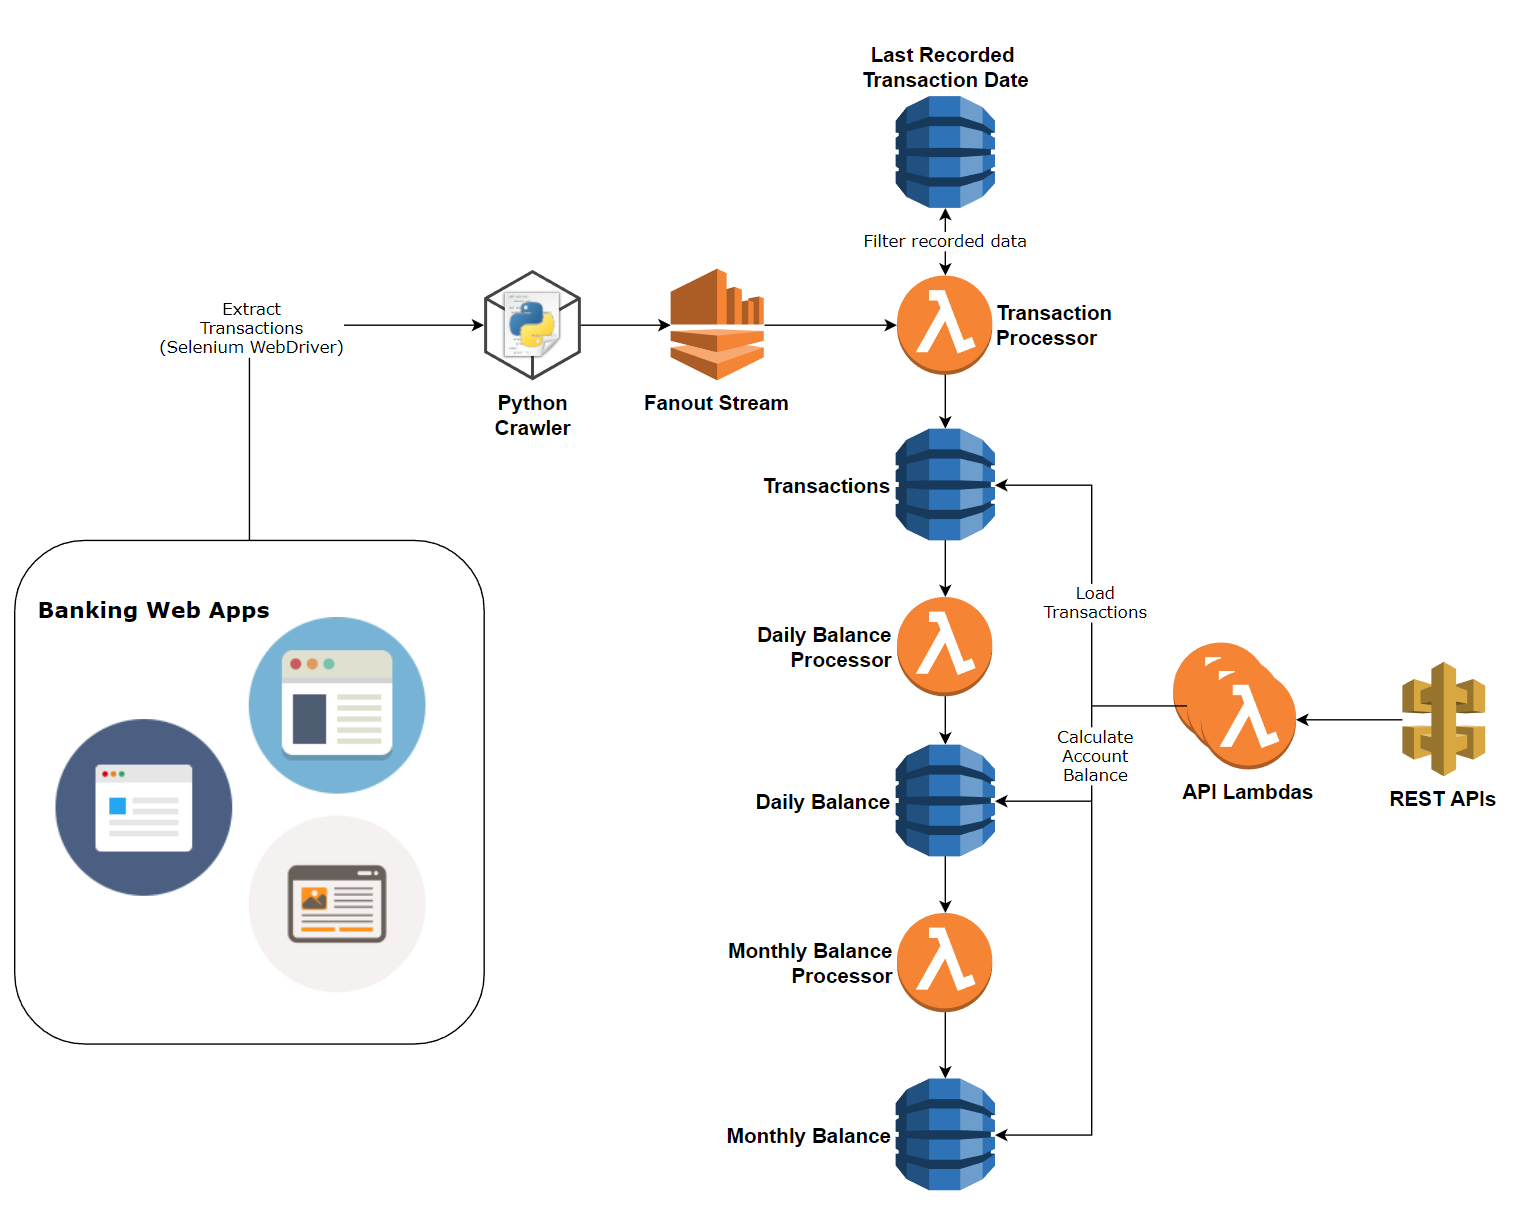 Last Recorded
Transaction Date
Filter recorded data
Extract
Transactions
(Selenium WebDriver)
Transaction
Processor
Python
Crawler
Fanout Stream
Transactions
Banking Web Apps
Load
Transactions
Daily Balance
Processor
Calculate
Account
Balance
API Lambdas
REST APIs
Daily Balance
Monthly Balance
Processor
Monthly Balance